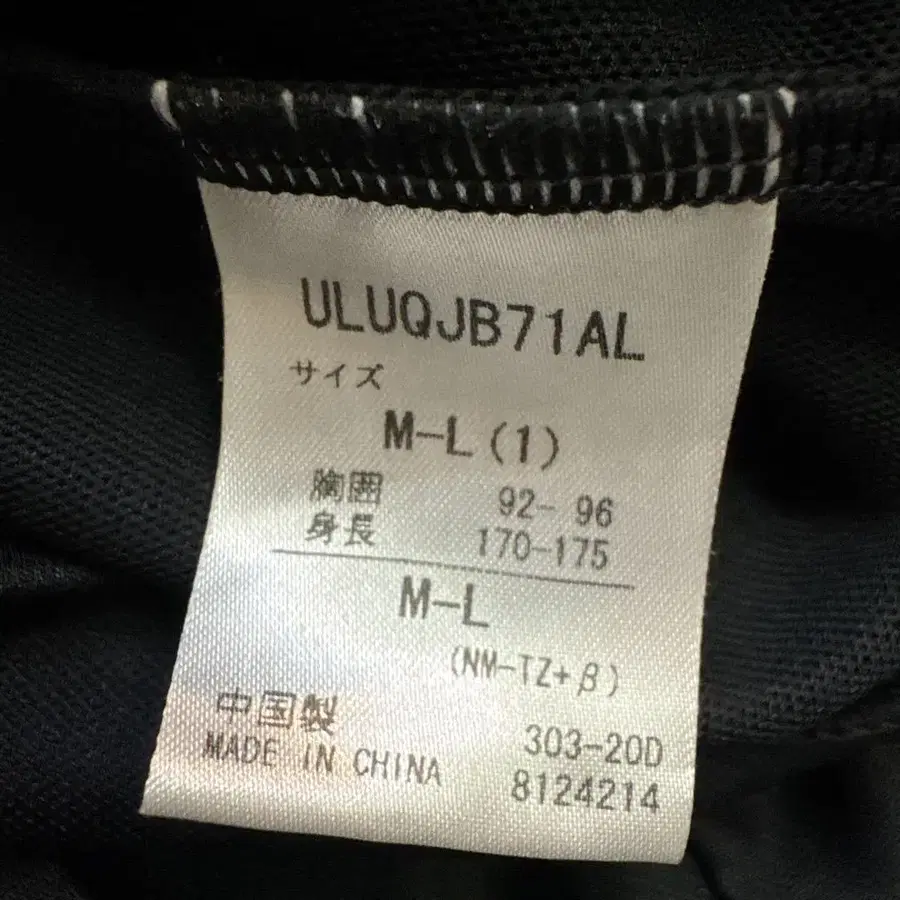 ULUQJB71AL
サイズ
M-L(1)
胸囲 92-96
身長 170-175
M-L
(NM-TZ+β)
中国製 303-20D
MADE IN CHINA 8124214